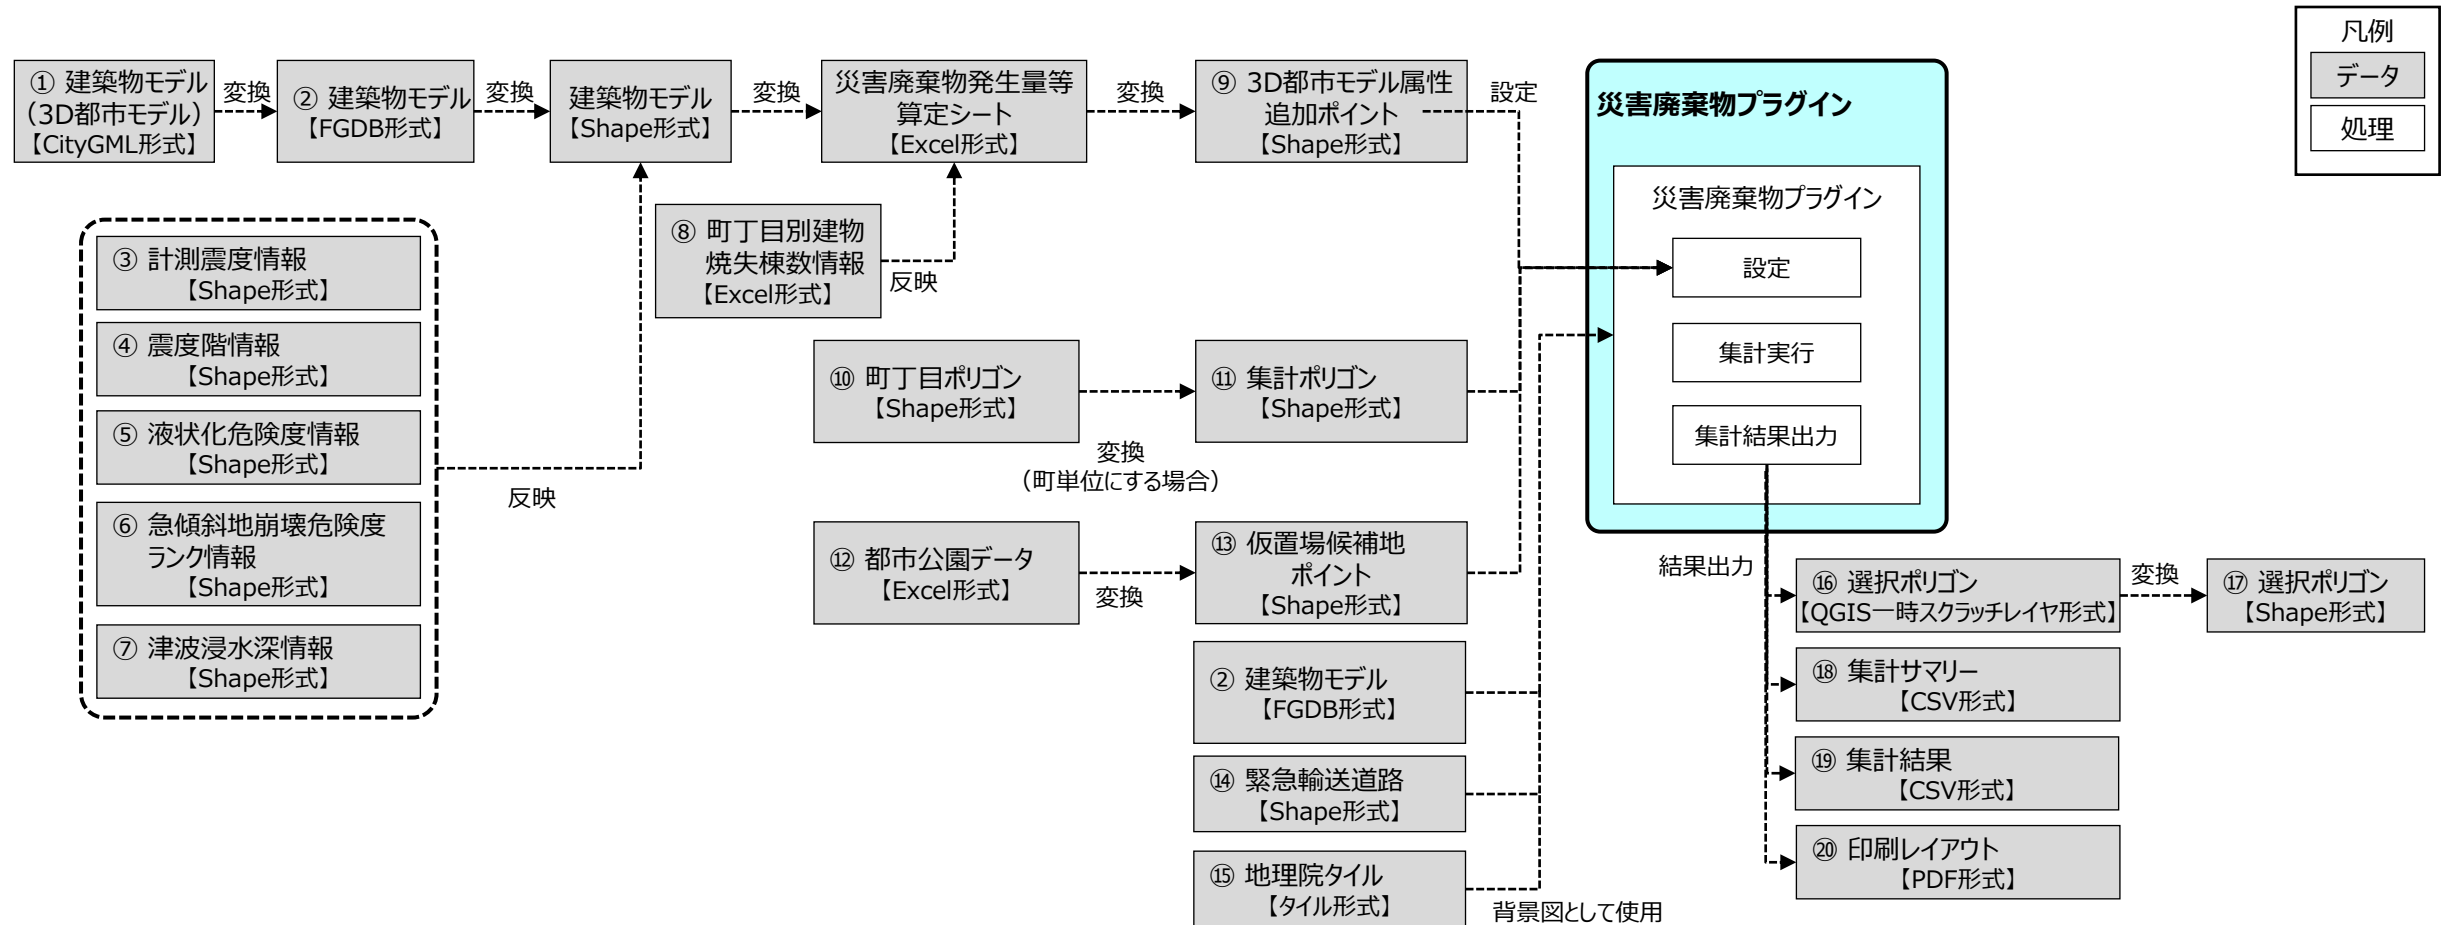 凡例
データ
処理
① 建築物モデル
（3D都市モデル）
【CityGML形式】
変換
② 建築物モデル
【FGDB形式】
変換
建築物モデル
【Shape形式】
変換
災害廃棄物発生量等
算定シート
【Excel形式】
変換
⑨ 3D都市モデル属性
追加ポイント
【Shape形式】
設定
③ 計測震度情報
【Shape形式】
④ 震度階情報
【Shape形式】
⑤ 液状化危険度情報
【Shape形式】
⑥ 急傾斜地崩壊危険度
ランク情報
【Shape形式】
⑦ 津波浸水深情報
【Shape形式】
反映
⑧ 町丁目別建物
焼失棟数情報
【Excel形式】
反映
⑩ 町丁目ポリゴン
【Shape形式】
変換
（町単位にする場合）
⑪ 集計ポリゴン
【Shape形式】
⑫ 都市公園データ
【Excel形式】
変換
⑬ 仮置場候補地
ポイント
【Shape形式】
② 建築物モデル
【FGDB形式】
⑭ 緊急輸送道路
【Shape形式】
⑮ 地理院タイル
【タイル形式】
背景図として使用
災害廃棄物プラグイン
災害廃棄物プラグイン
設定
集計実行
集計結果出力
結果出力
⑯ 選択ポリゴン
【QGIS一時スクラッチレイヤ形式】
変換
⑰ 選択ポリゴン
【Shape形式】
⑱ 集計サマリー
【CSV形式】
⑲ 集計結果
【CSV形式】
⑳ 印刷レイアウト
【PDF形式】